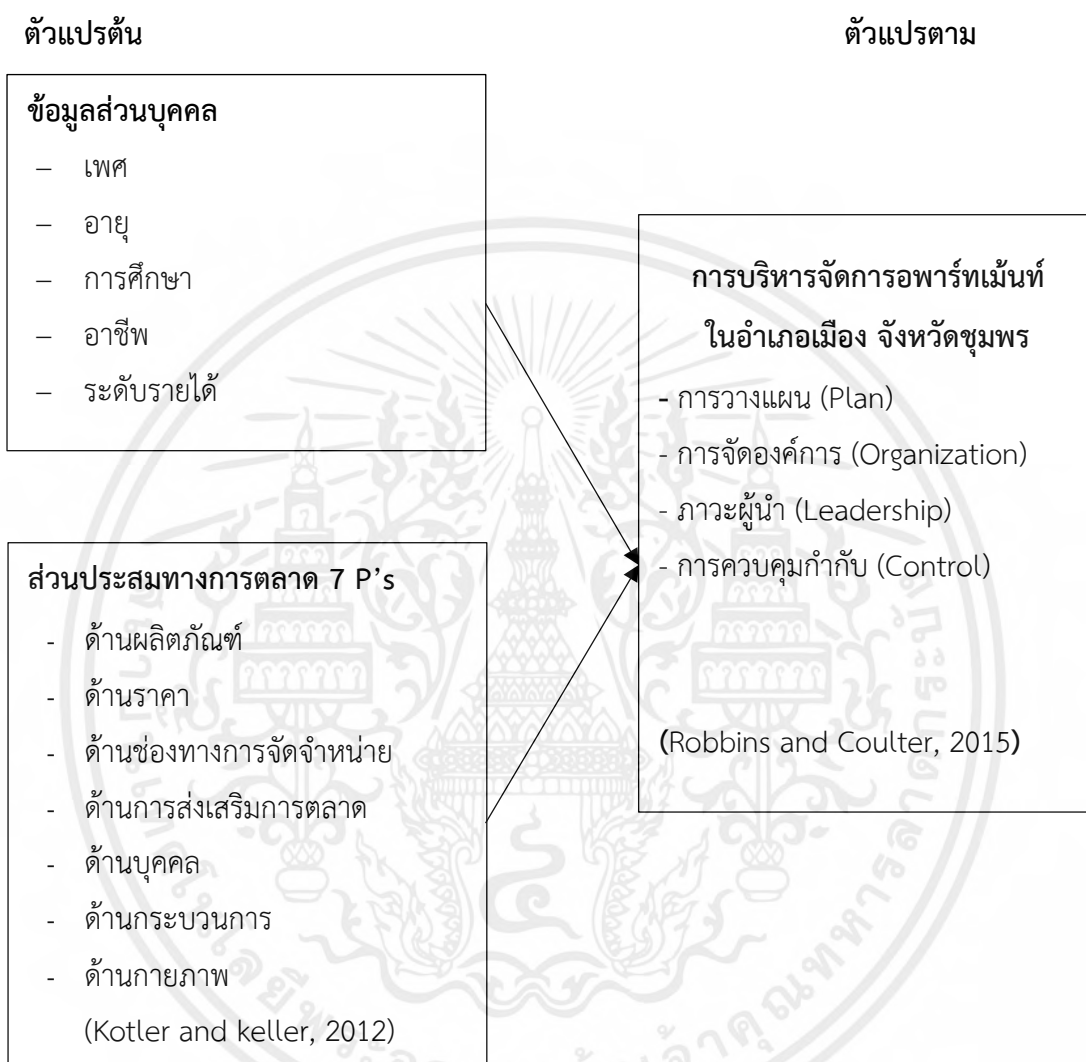 ตัวแปรต้น
ตัวแปรตาม
ข้อมูลส่วนบุคคล
– เพศ
– อายุ
– การศึกษา
– อาชีพ
– ระดับรายได้
ส่วนประสมทางการตลาด 7 P’s
- ด้านผลิตภัณฑ์
- ด้านราคา
- ด้านช่องทางการจัดจำหน่าย
- ด้านการส่งเสริมการตลาด
- ด้านบุคคล
- ด้านกระบวนการ
- ด้านกายภาพ
(Kotler and keller, 2012)
การบริหารจัดการอพาร์ทเม้นท์
ในอำเภอเมือง จังหวัดชุมพร
- การวางแผน (Plan)
- การจัดองค์การ (Organization)
- ภาวะผู้นำ (Leadership)
- การควบคุมกำกับ (Control)
(Robbins and Coulter, 2015)